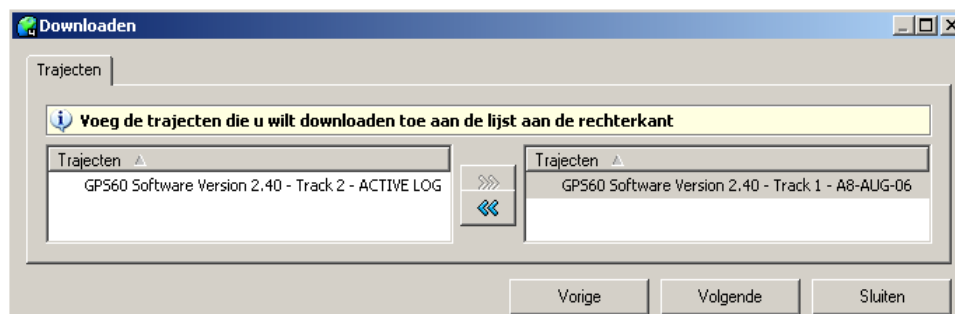 Downloaden
Trajecten
Voeg de trajecten die u wilt downloaden toe aan de lijst aan de rechterkant
Trajecten
GPS60 Software Version 2.40 - Track 2 - ACTIVE LOG
Trajecten
GPS60 Software Version 2.40 - Track 1 - A8-AUG-06
Vorige
Volgende
Sluiten